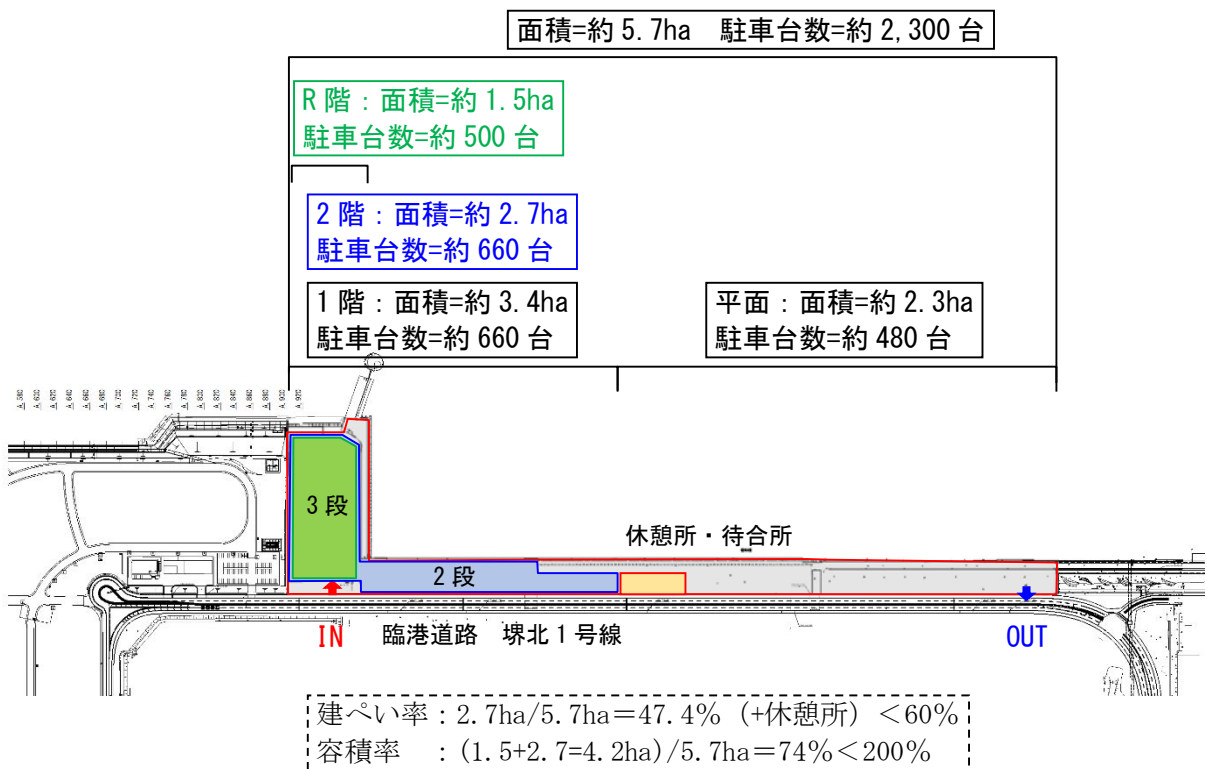 面積=約 5.7ha 駐車台数=約 2,300 台
R 階：面積=約 1.5ha
駐車台数=約 500 台
2 階：面積=約 2.7ha
駐車台数=約 660 台
1 階：面積=約 3.4ha
駐車台数=約 660 台
平面：面積=約 2.3ha
駐車台数=約 480 台
3 段
休憩所・待合所
2 段
IN
臨港道路 堺北 1 号線
OUT
建ぺい率：2.7ha/5.7ha＝47.4% (+休憩所) ＜60%
容積率 ：(1.5+2.7=4.2ha)/5.7ha＝74%＜200%